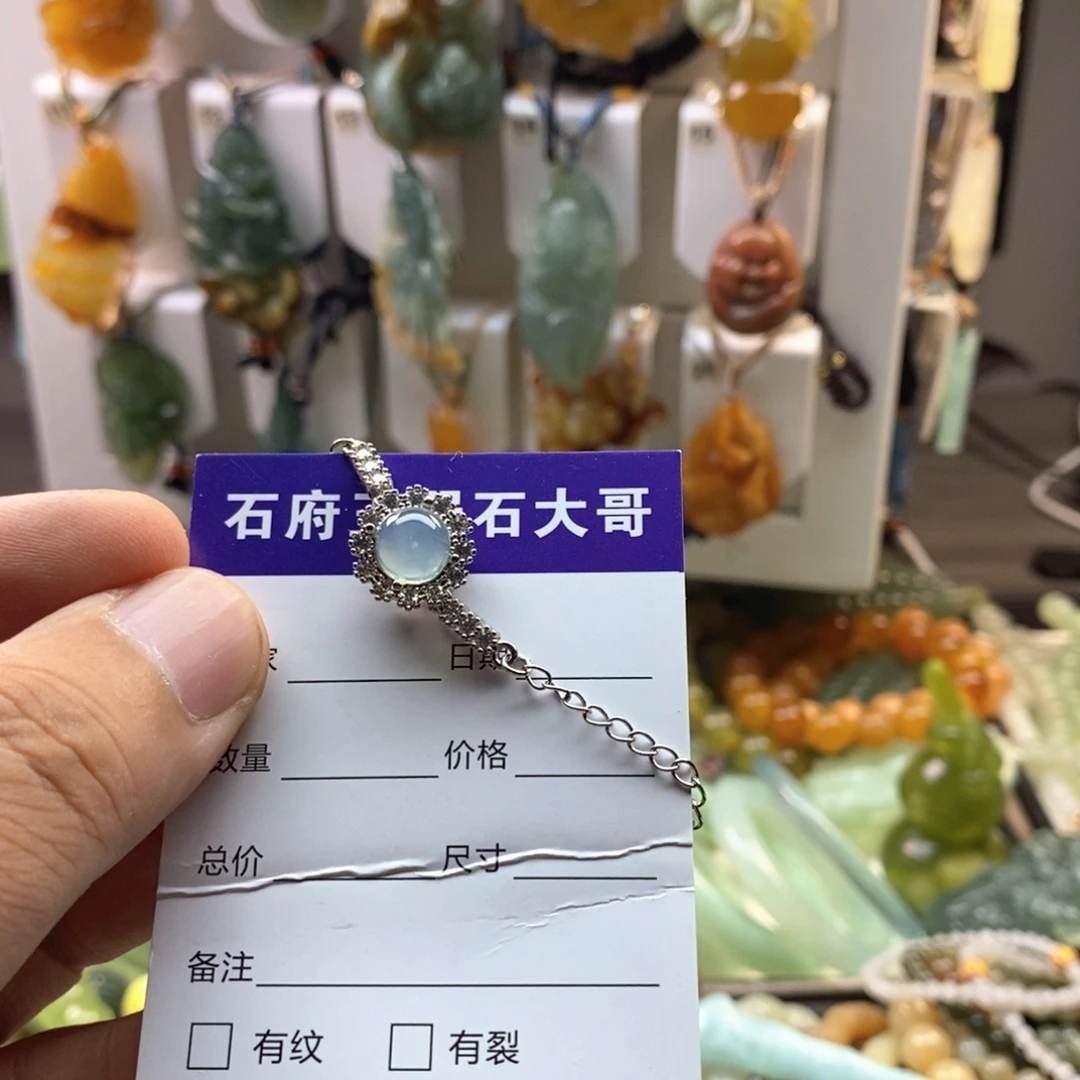 石府 石大哥
日期
数量 价格
总价 尺寸
备注
有纹 有裂